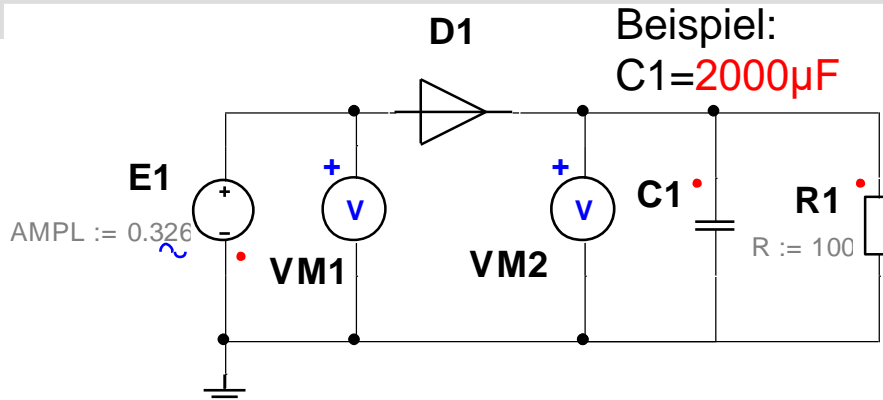 Beispiel:
C1=2000µF
D1
E1
+
−
AMPL := 0.326
+
V
VM1
+
V
VM2
C1
R1
R := 100